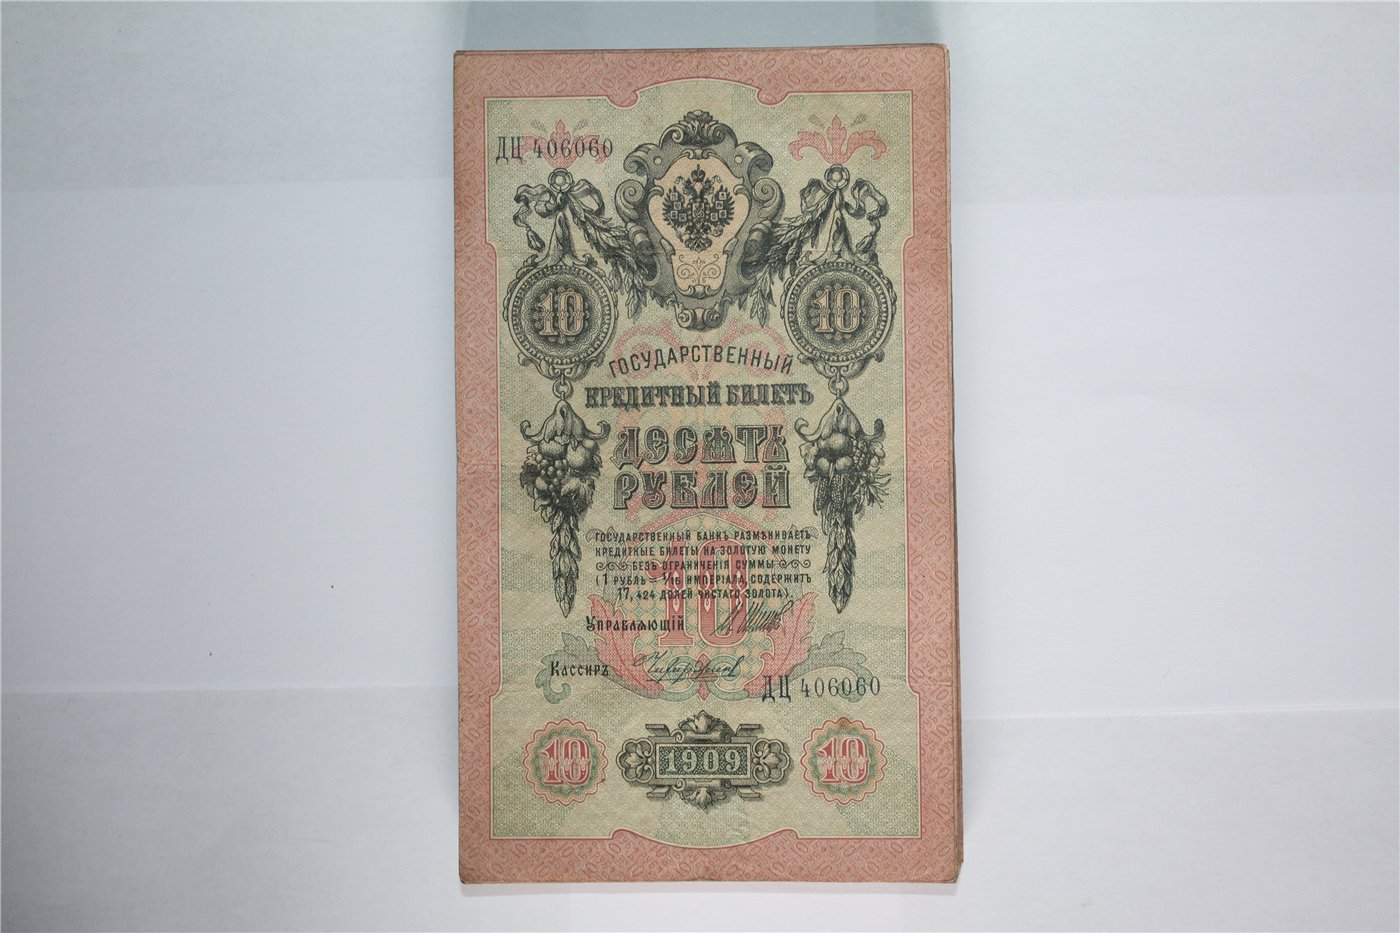 ДЦ 406060
10 10
ГОСУДАРСТВЕННЫЙ
КРЕДИТНЫЙ БИЛЕТЪ
ДЕСЯТЬ
РУБЛЕЙ
ГОСУДАРСТВЕННЫЙ БАНКЪ РАЗМѢНИВАЕТЪ
КРЕДИТНЫЕ БИЛЕТЫ НА ЗОЛОТУЮ МОНЕТУ
БЕЗЪ ОГРАНИЧЕНІЯ СУММЫ
(1 РУБЛЬ = 1/15 ИМПЕРІАЛА, СОДЕРЖИТЪ
17,424 ДОЛЕЙ ЧИСТАГО ЗОЛОТА).
10
УПРАВЛЯЮЩІЙ
КАССИРЪ
ДЦ 406060
10 1909 10